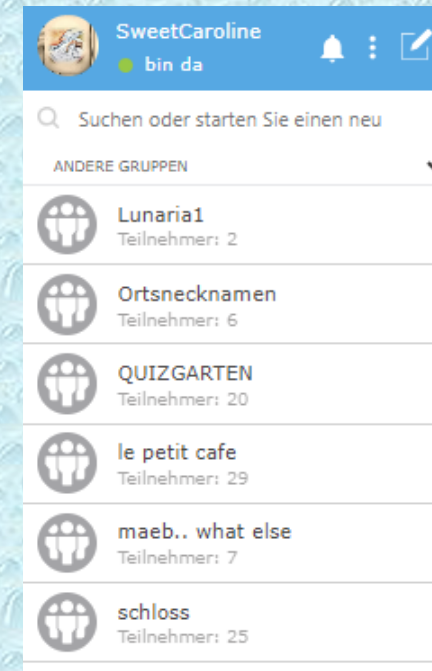 SweetCaroline
bin da
Suchen oder starten Sie einen neu
ANDERE GRUPPEN
Lunaria1
Teilnehmer: 2
Ortsnecknamen
Teilnehmer: 6
QUIZGARTEN
Teilnehmer: 20
le petit cafe
Teilnehmer: 29
maeb.. what else
Teilnehmer: 7
schloss
Teilnehmer: 25